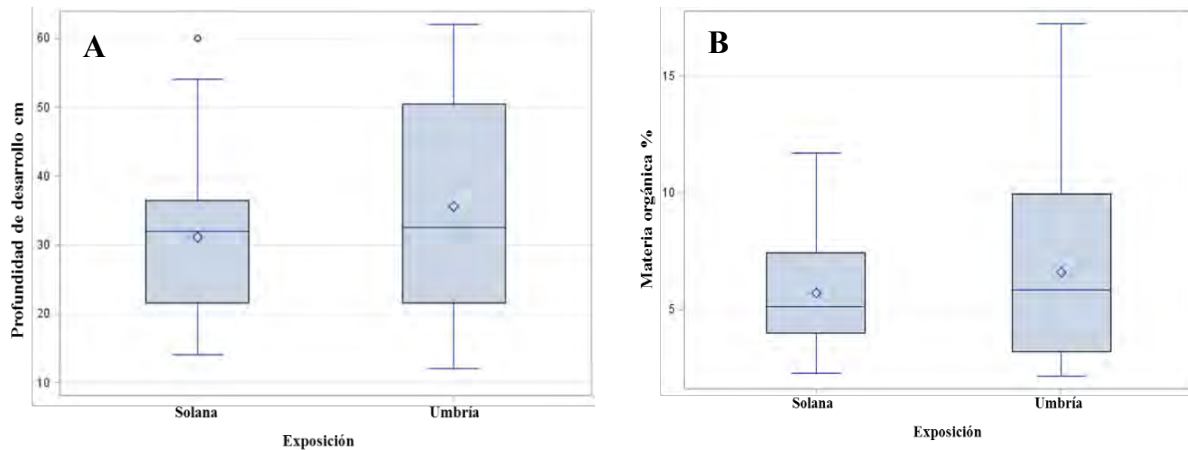 A
Profundidad de desarrollo cm
60
50
40
30
20
10
Solana
Umbría
Exposición
B
Materia orgánica %
15
10
5
Solana
Umbría
Exposición